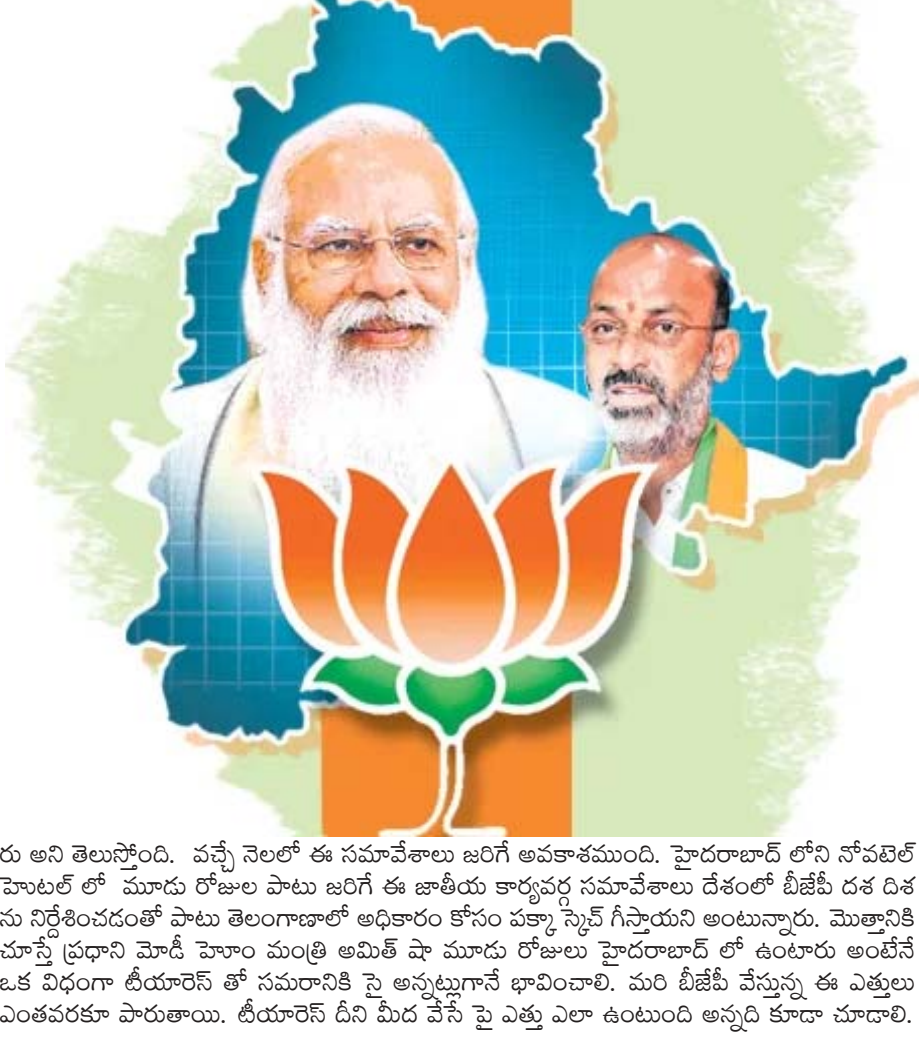 రు అని తెలుస్తోంది. వచ్చే నెలలో ఈ సమావేశాలు జరిగే అవకాశముంది. హైదరాబాద్ లోని నోవటెల్
హెుటల్ లో మూడు రోజుల పాటు జరిగే ఈ జాతీయ కార్యవర్గ సమావేశాలు దేశంలో బీజేపీ దశ దిశ
ను నిర్దేశించడంతో పాటు తెలంగాణాలో అధికారం కోసం పక్కా స్కెచ్ గీస్తాయని అంటున్నారు. మొత్తానికి
చూస్తే ప్రధాని మోడీ హెూం మంత్రి అమిత్ షా మూడు రోజులు హైదరాబాద్ లో ఉంటారు అంటేనే
ఒక విధంగా టీయారెస్ తో సమరానికి సై అన్నట్లుగానే భావించాలి. మరి బీజేపీ వేస్తున్న ఈ ఎత్తులు
ఎంతవరకూ పారుతాయి. టీయారెస్ దీని మీద వేసే పై ఎత్తు ఎలా ఉంటుంది అన్నది కూడా చూడాలి.